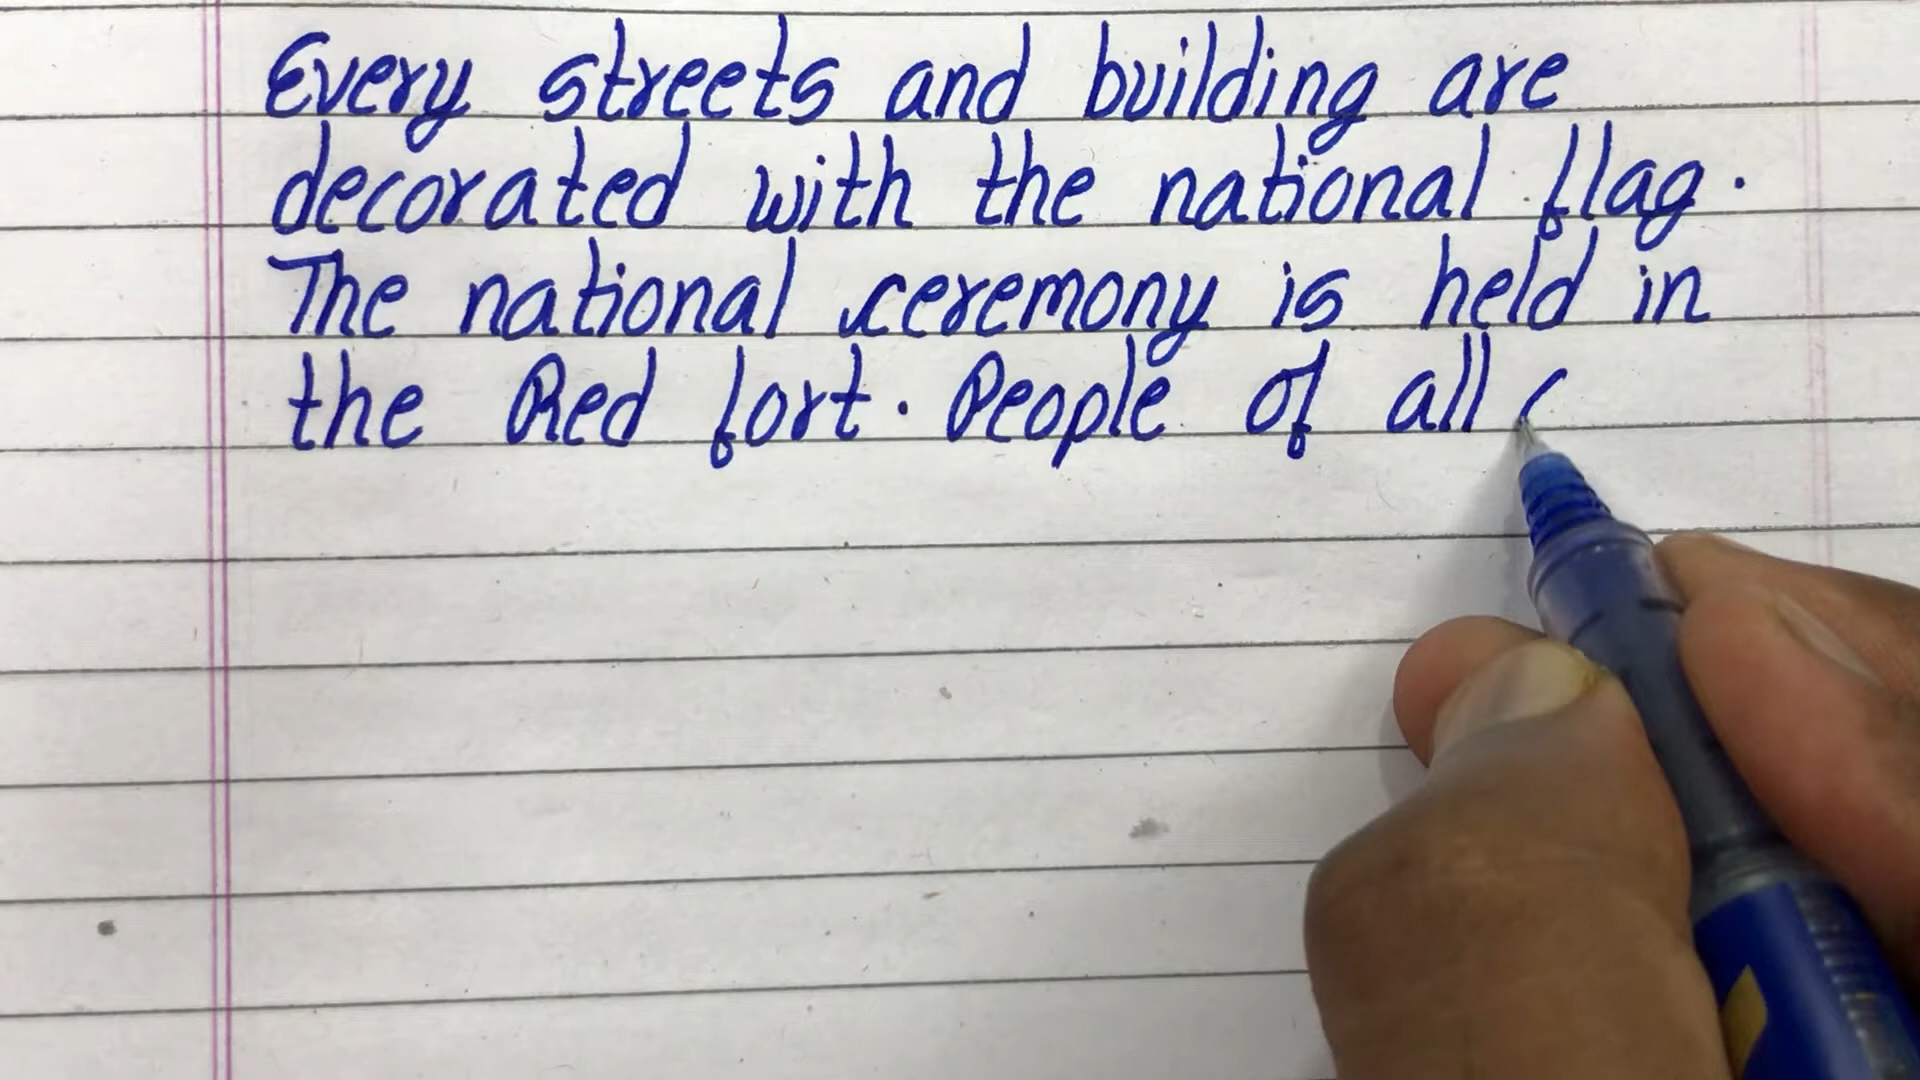 Every streets and building are
decorated with the national flag.
The national ceremony is held in
the Red fort. People of all